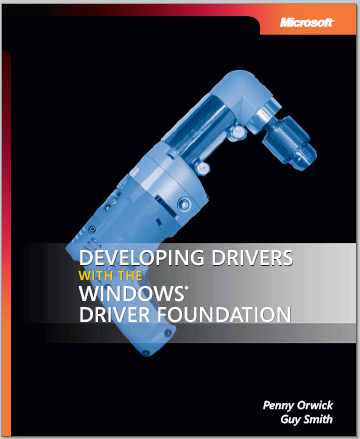 Microsoft®
DEVELOPING DRIVERS
WITH THE
WINDOWS®
DRIVER FOUNDATION
Penny Orwick
Guy Smith